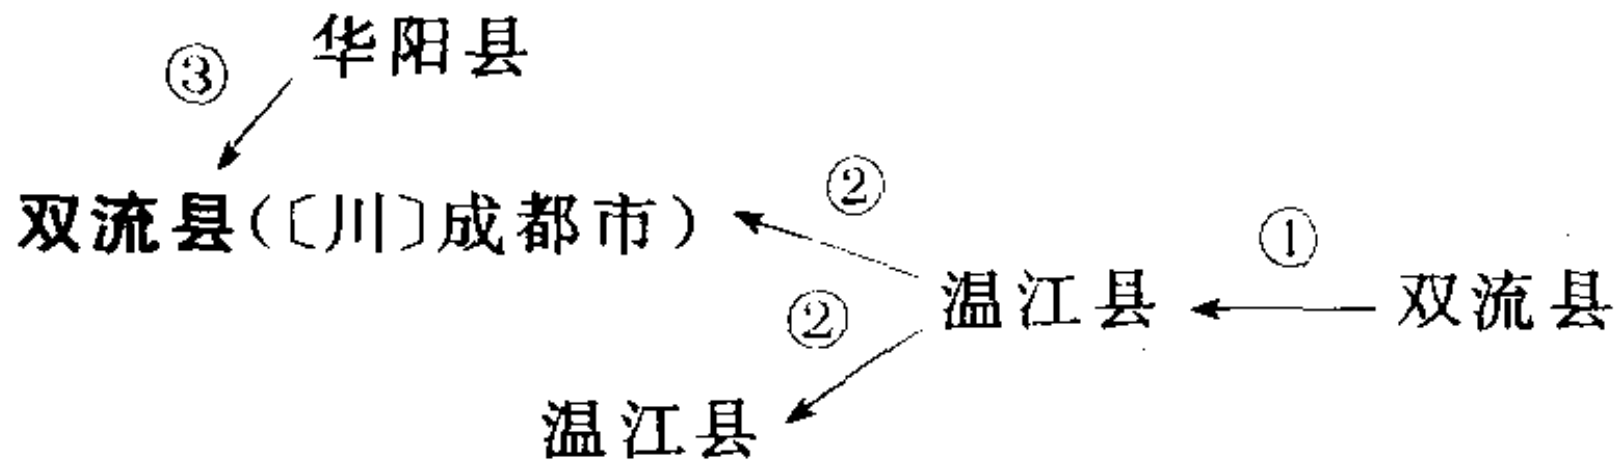 ③ 华阳县
双流县(〔川〕成都市) ② ①
② 温江县 双流县
温江县